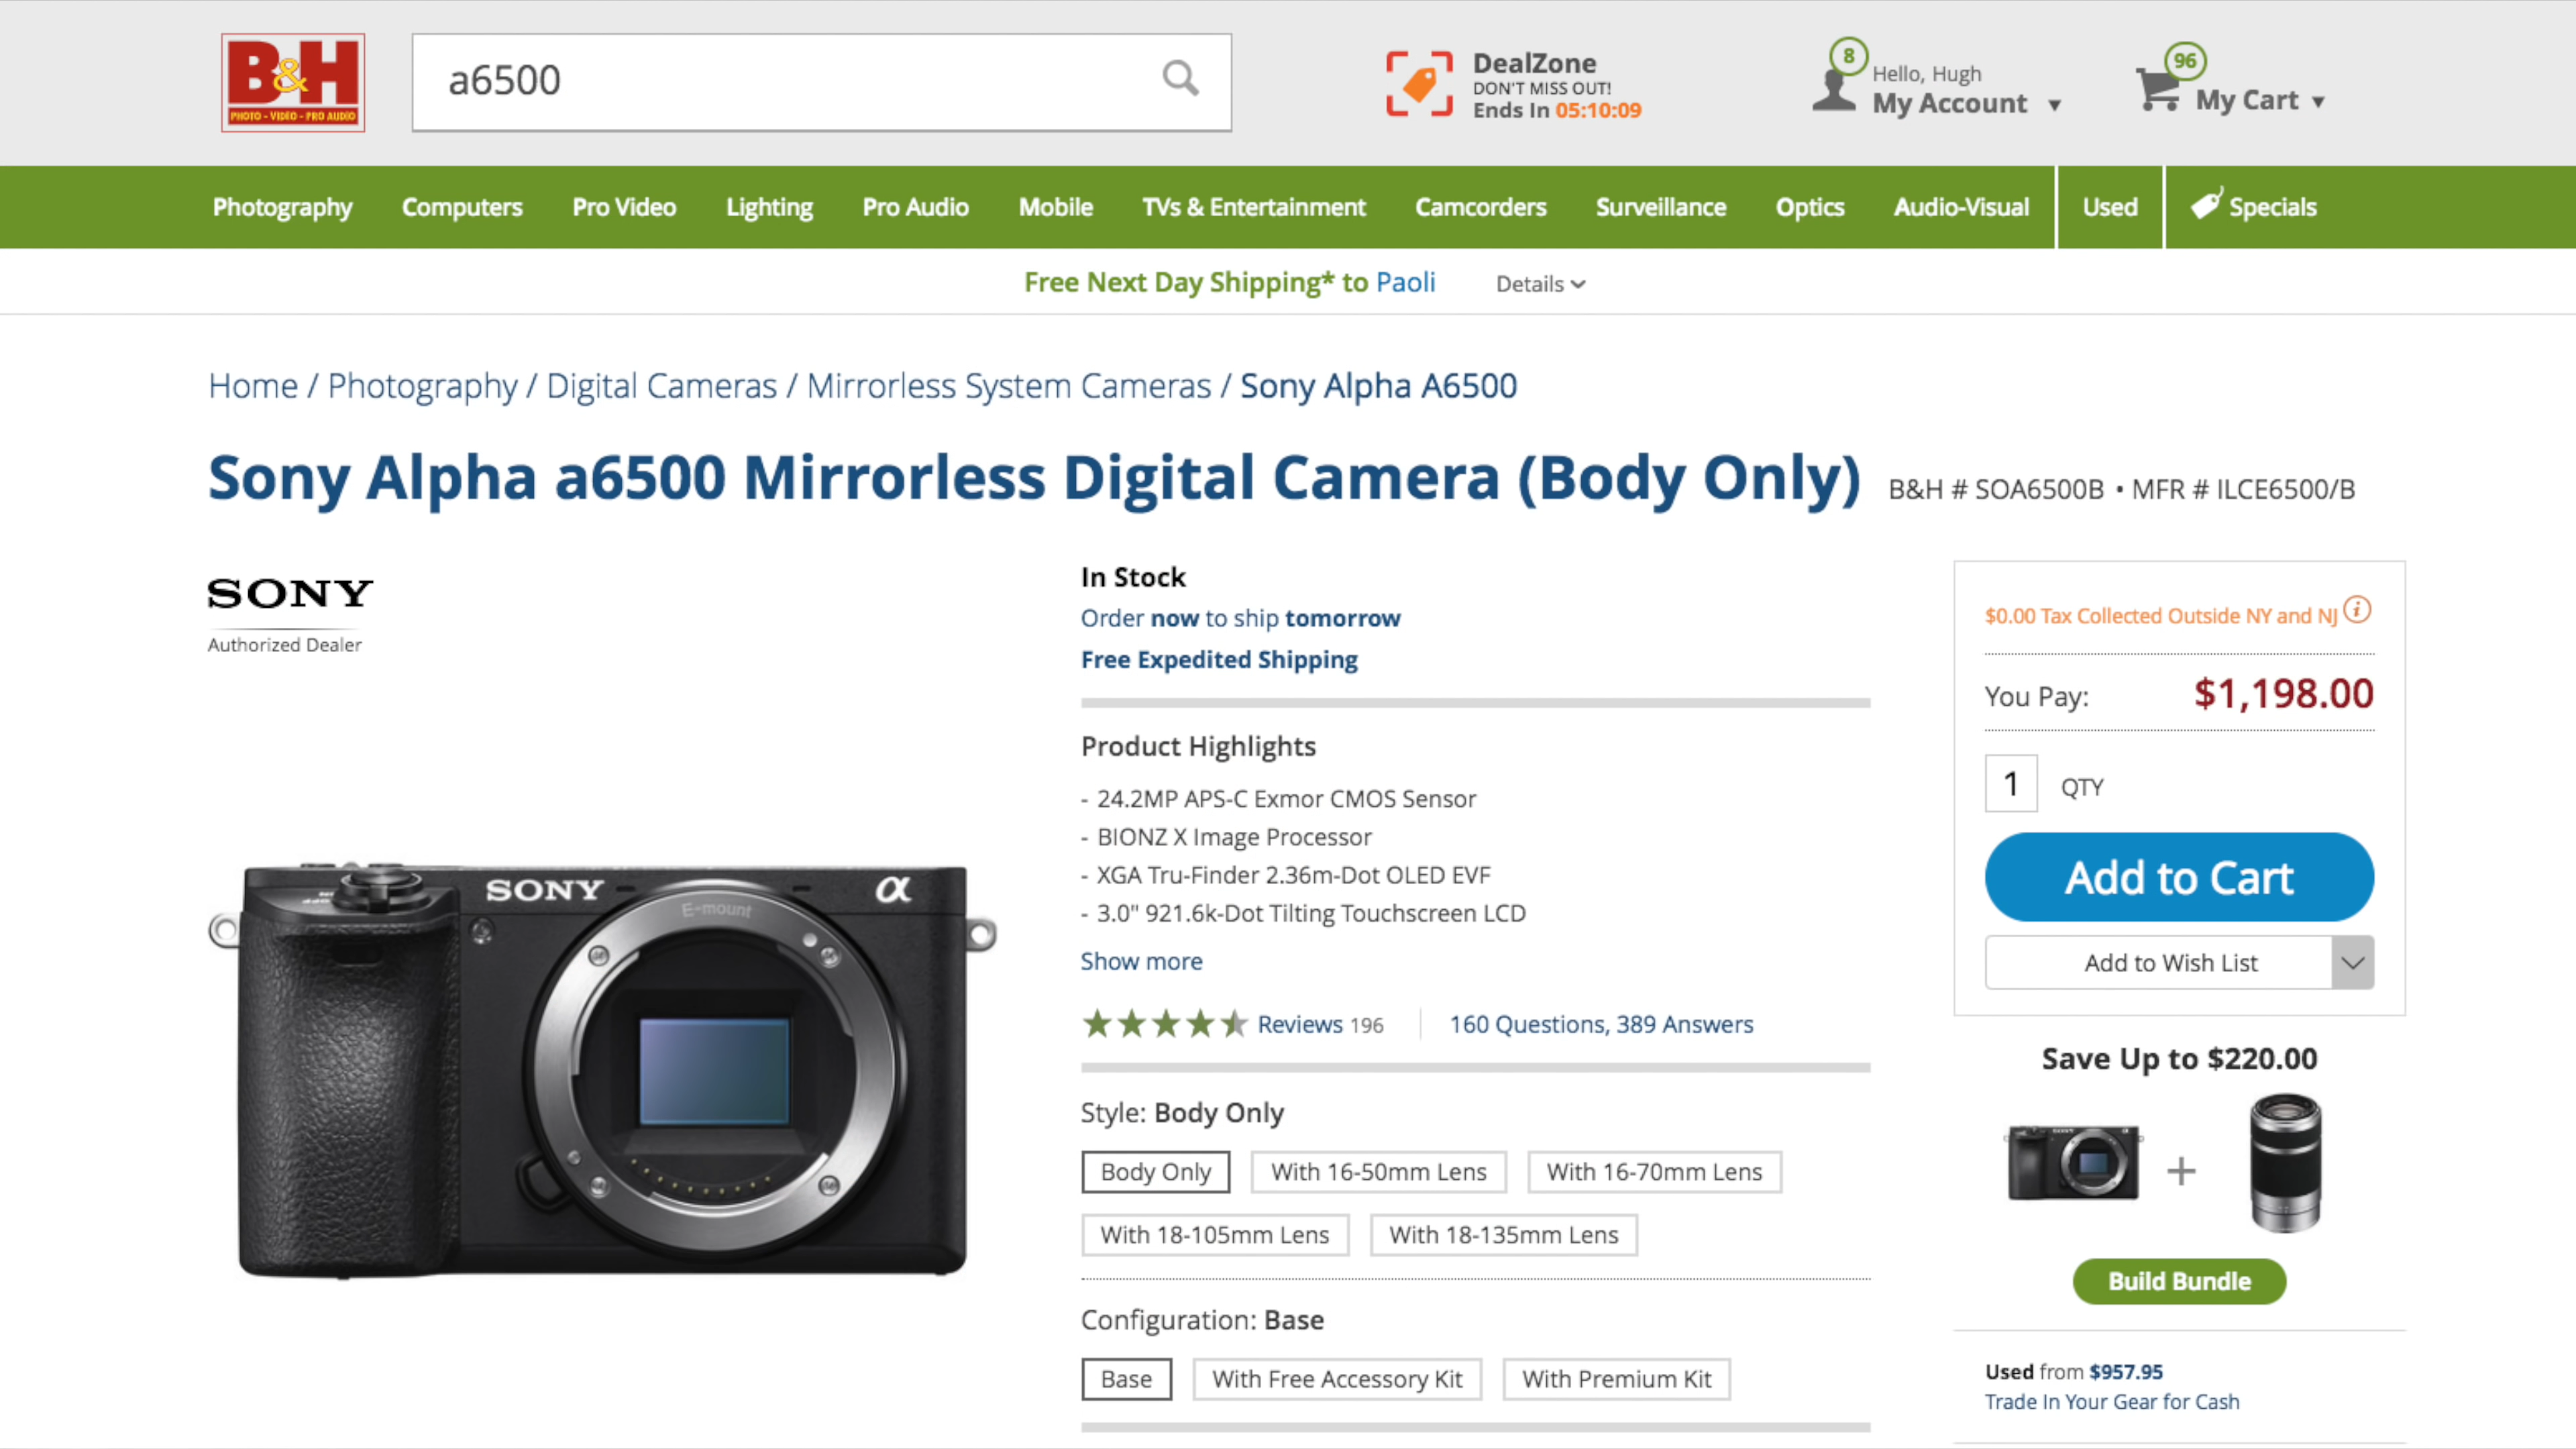 B&H
PHOTO - VIDEO - PRO AUDIO
a6500
DealZone
DON'T MISS OUT!
Ends In 05:10:09
8
Hello, Hugh
My Account
96
My Cart
Photography Computers Pro Video Lighting Pro Audio Mobile TVs & Entertainment Camcorders Surveillance Optics Audio-Visual Used Specials
Free Next Day Shipping* to Paoli Details
Home / Photography / Digital Cameras / Mirrorless System Cameras / Sony Alpha A6500
Sony Alpha a6500 Mirrorless Digital Camera (Body Only) B&H # SOA6500B • MFR # ILCE6500/B
SONY
Authorized Dealer
SONY
α
E-mount
In Stock
Order now to ship tomorrow
Free Expedited Shipping
Product Highlights
- 24.2MP APS-C Exmor CMOS Sensor
- BIONZ X Image Processor
- XGA Tru-Finder 2.36m-Dot OLED EVF
- 3.0" 921.6k-Dot Tilting Touchscreen LCD
Show more
Reviews 196 160 Questions, 389 Answers
Style: Body Only
Body Only With 16-50mm Lens With 16-70mm Lens
With 18-105mm Lens With 18-135mm Lens
Configuration: Base
Base With Free Accessory Kit With Premium Kit
$0.00 Tax Collected Outside NY and NJ i
You Pay: $1,198.00
1 QTY
Add to Cart
Add to Wish List
Save Up to $220.00
+
Build Bundle
Used from $957.95
Trade In Your Gear for Cash